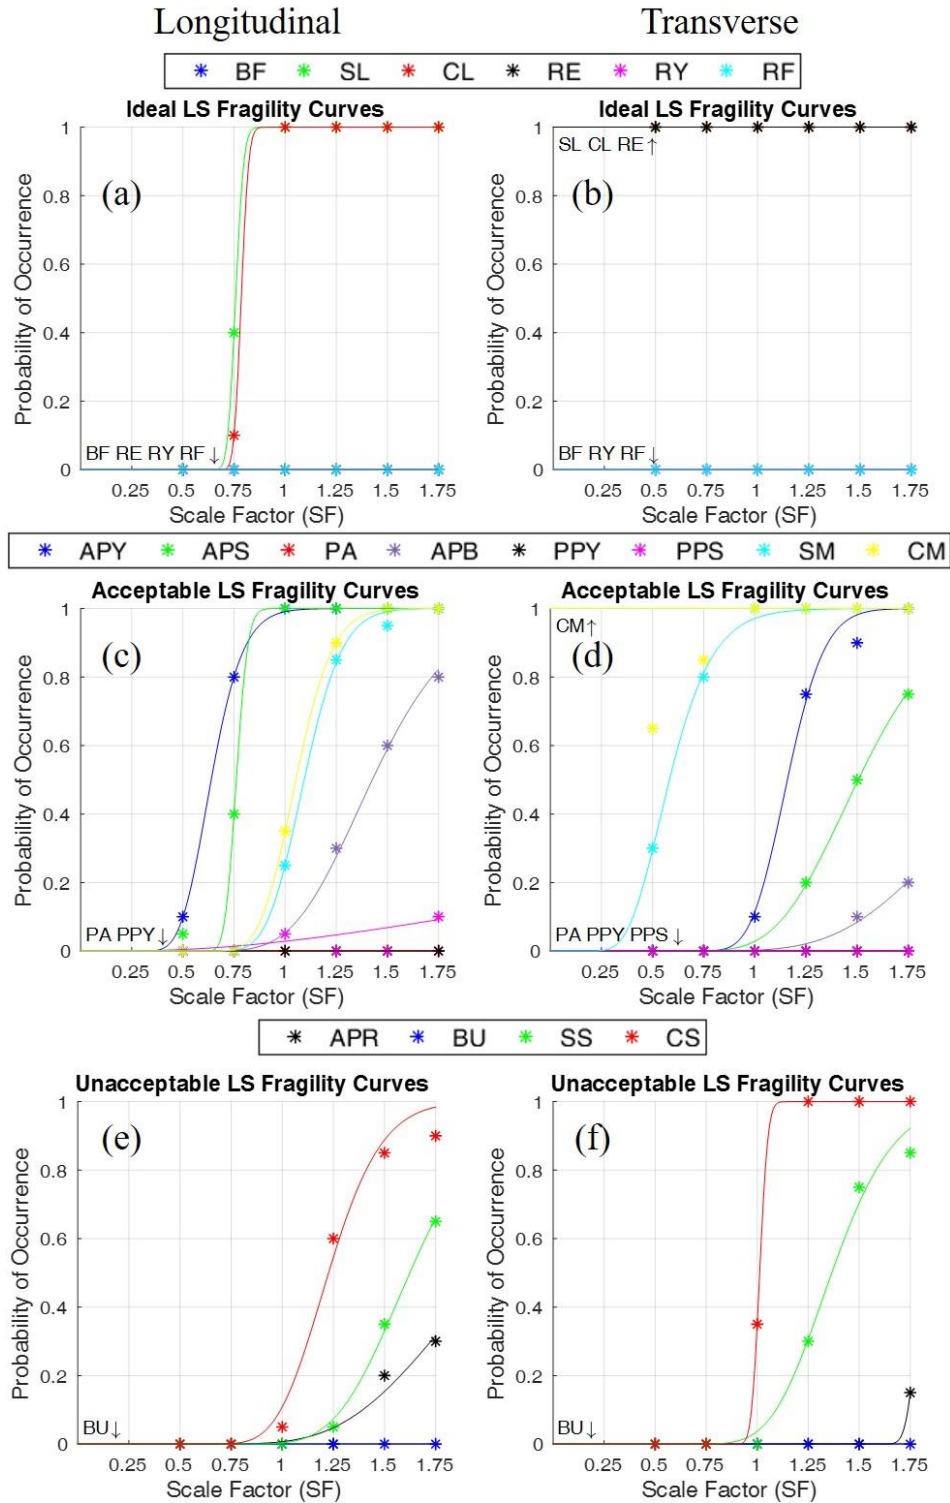 Longitudinal Transverse
BF SL CL RE RY RF
Ideal LS Fragility Curves Ideal LS Fragility Curves
(a)
1
0.8
0.6
0.4
0.2
0
Probability of Occurrence
BF RE RY RF ↓
0.25 0.5 0.75 1 1.25 1.5 1.75
Scale Factor (SF)
(b)
1
0.8
0.6
0.4
0.2
0
Probability of Occurrence
SL CL RE ↑
BF RY RF ↓
0.25 0.5 0.75 1 1.25 1.5 1.75
Scale Factor (SF)
APY APS PA APB PPY PPS SM CM
Acceptable LS Fragility Curves Acceptable LS Fragility Curves
(c)
1
0.8
0.6
0.4
0.2
0
Probability of Occurrence
PA PPY ↓
0.25 0.5 0.75 1 1.25 1.5 1.75
Scale Factor (SF)
(d)
1
0.8
0.6
0.4
0.2
0
Probability of Occurrence
CM ↑
PA PPY PPS ↓
0.25 0.5 0.75 1 1.25 1.5 1.75
Scale Factor (SF)
APR BU SS CS
Unacceptable LS Fragility Curves Unacceptable LS Fragility Curves
(e)
1
0.8
0.6
0.4
0.2
0
Probability of Occurrence
BU ↓
0.25 0.5 0.75 1 1.25 1.5 1.75
Scale Factor (SF)
(f)
1
0.8
0.6
0.4
0.2
0
Probability of Occurrence
BU ↓
0.25 0.5 0.75 1 1.25 1.5 1.75
Scale Factor (SF)